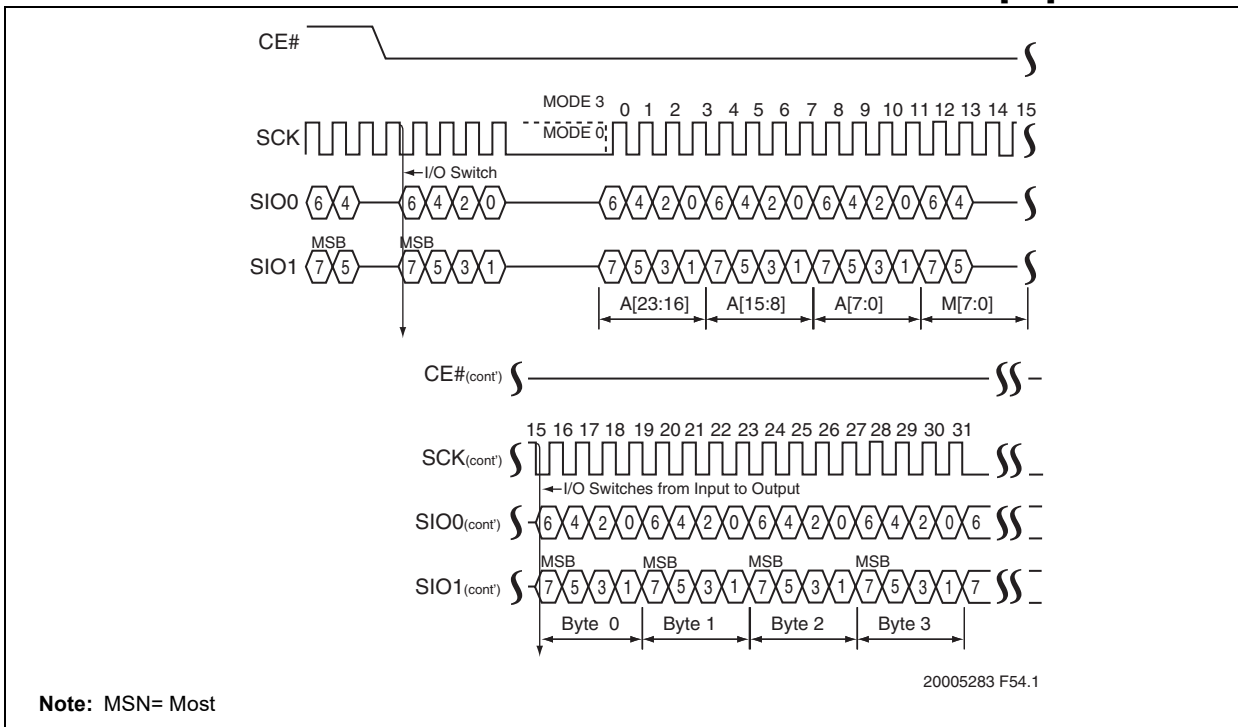 CE#
SCK MODE 3 MODE 0 0 1 2 3 4 5 6 7 8 9 10 11 12 13 14 15
I/O Switch
SIO0 6 4 6 4 2 0 6 4 2 0 6 4 2 0 6 4 2 0 6 4
MSB MSB
SIO1 7 5 7 5 3 1 7 5 3 1 7 5 3 1 7 5 3 1 7 5
A[23:16] A[15:8] A[7:0] M[7:0]
CE#(cont')
15 16 17 18 19 20 21 22 23 24 25 26 27 28 29 30 31
SCK(cont')
I/O Switches from Input to Output
SIO0(cont') 6 4 2 0 6 4 2 0 6 4 2 0 6 4 2 0 6
MSB MSB MSB MSB
SIO1(cont') 7 5 3 1 7 5 3 1 7 5 3 1 7 5 3 1 7
Byte 0 Byte 1 Byte 2 Byte 3
20005283 F54.1
Note: MSN= Most